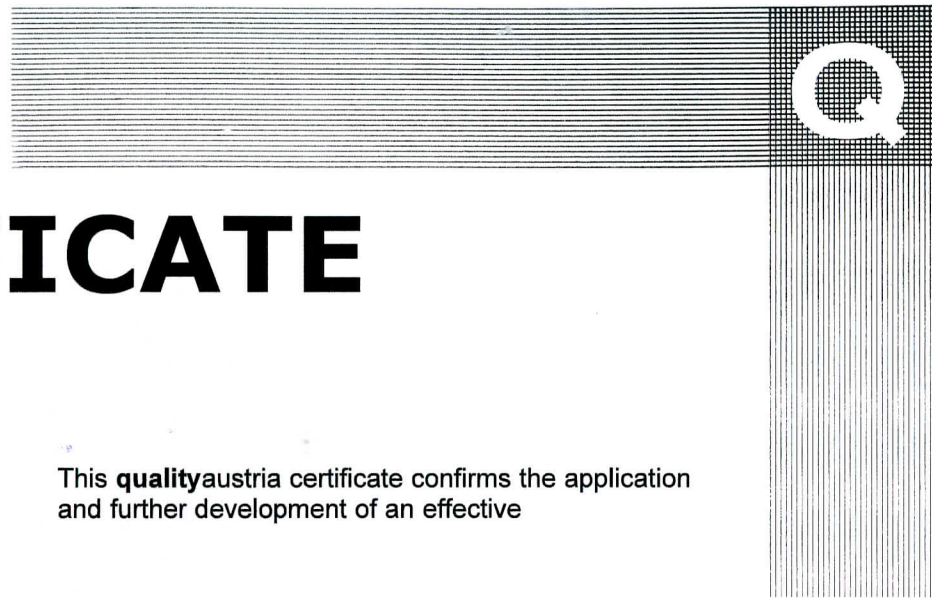 Q
ICATE
This qualityaustria certificate confirms the application
and further development of an effective